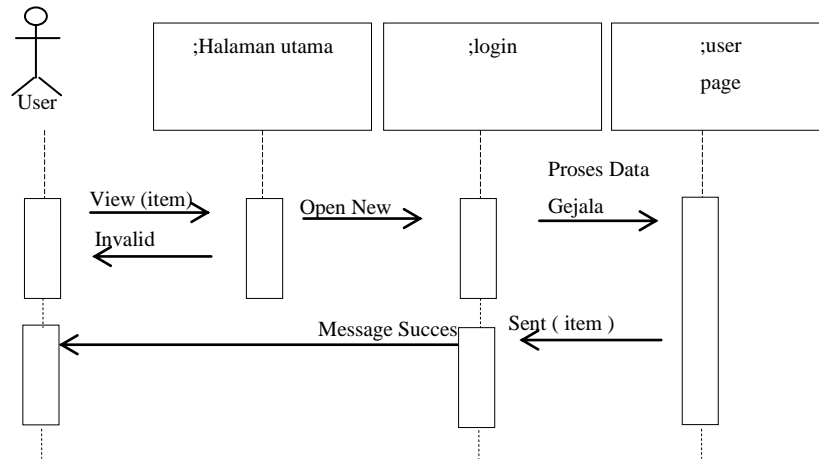 ;Halaman utama
;login
;user
page
User
Proses Data
View (item)
Open New
Gejala
Invalid
Message Succes
Sent ( item )